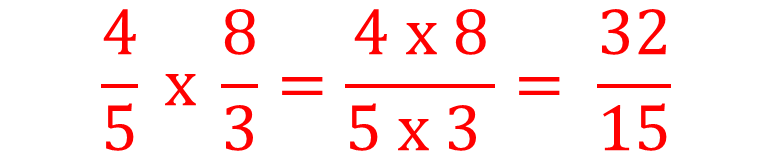 4/5 x 8/3 = 4 x 8/5 x 3 = 32/15